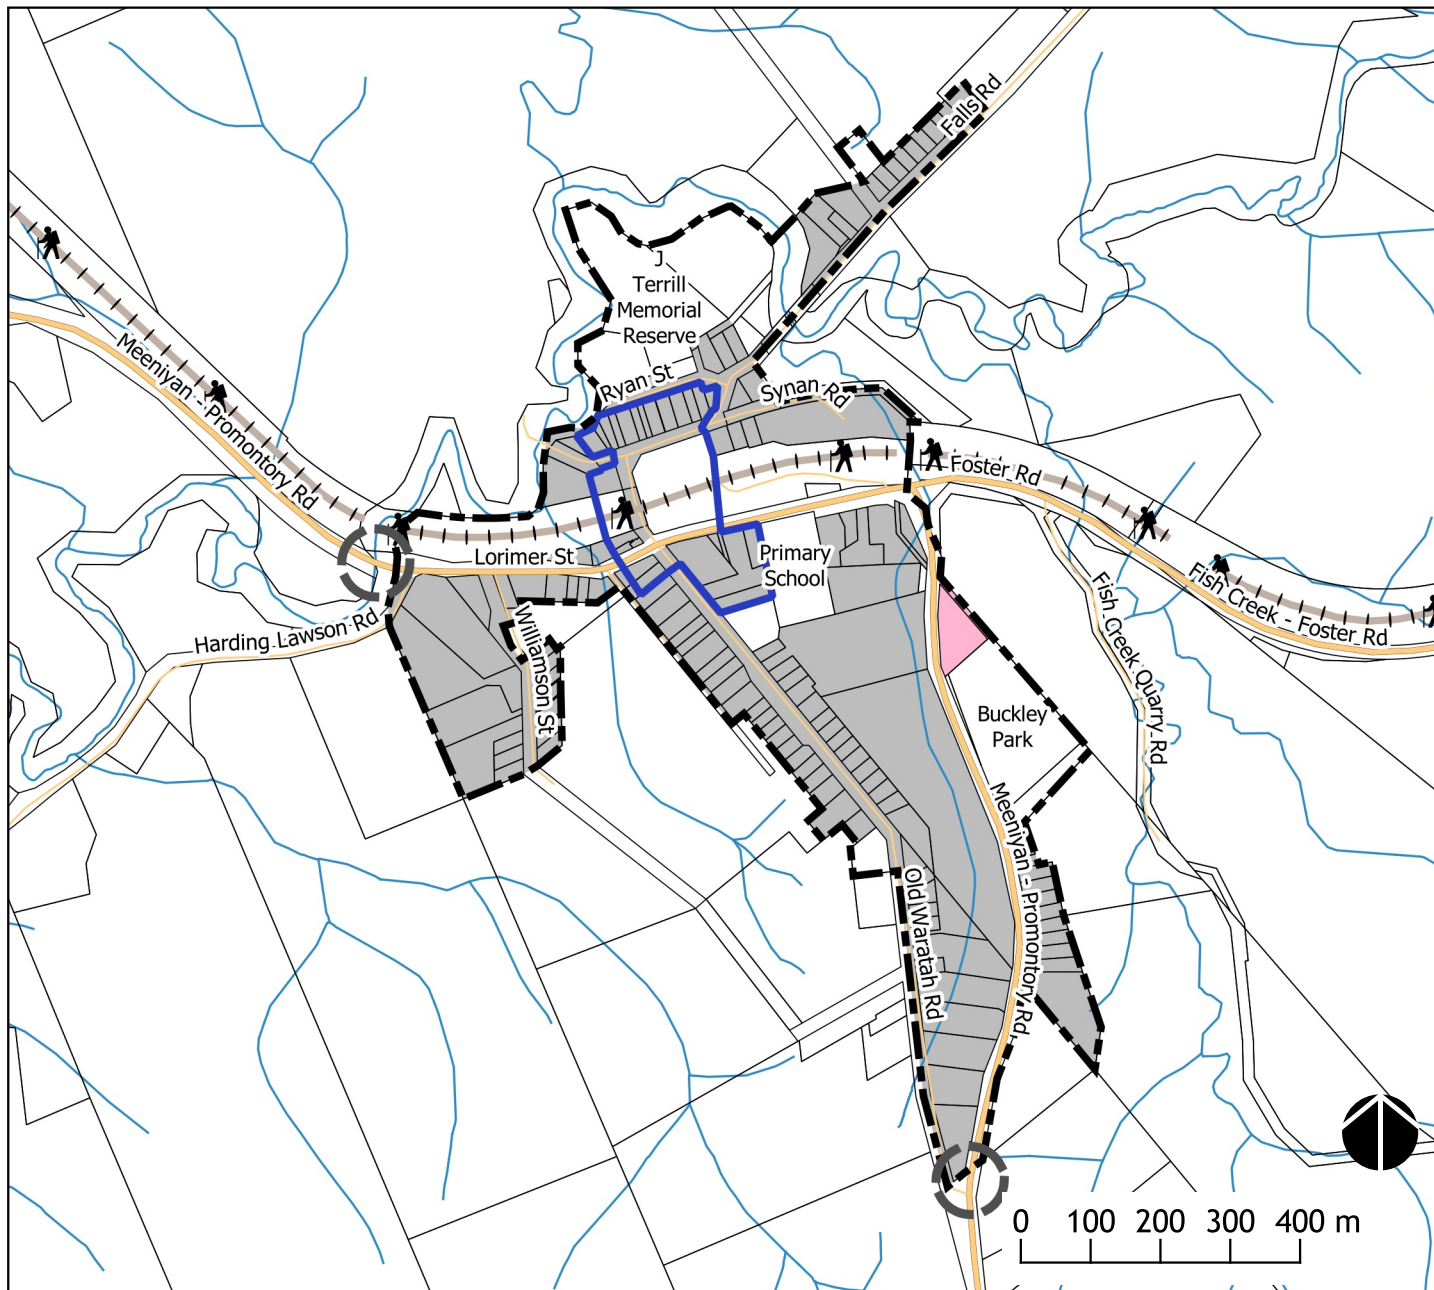 Falls Rd
J
Terrill
Memorial
Reserve
Ryan St
Synan Rd
Meeniyan - Promontory Rd
Foster Rd
Lorimer St
Primary
School
Harding Lawson Rd
Williamson St
Fish Creek - Foster Rd
Fish Creek Quarry Rd
Buckley
Park
Meeniyan - Promontory Rd
Old Waratah Rd
0 100 200 300 400 m